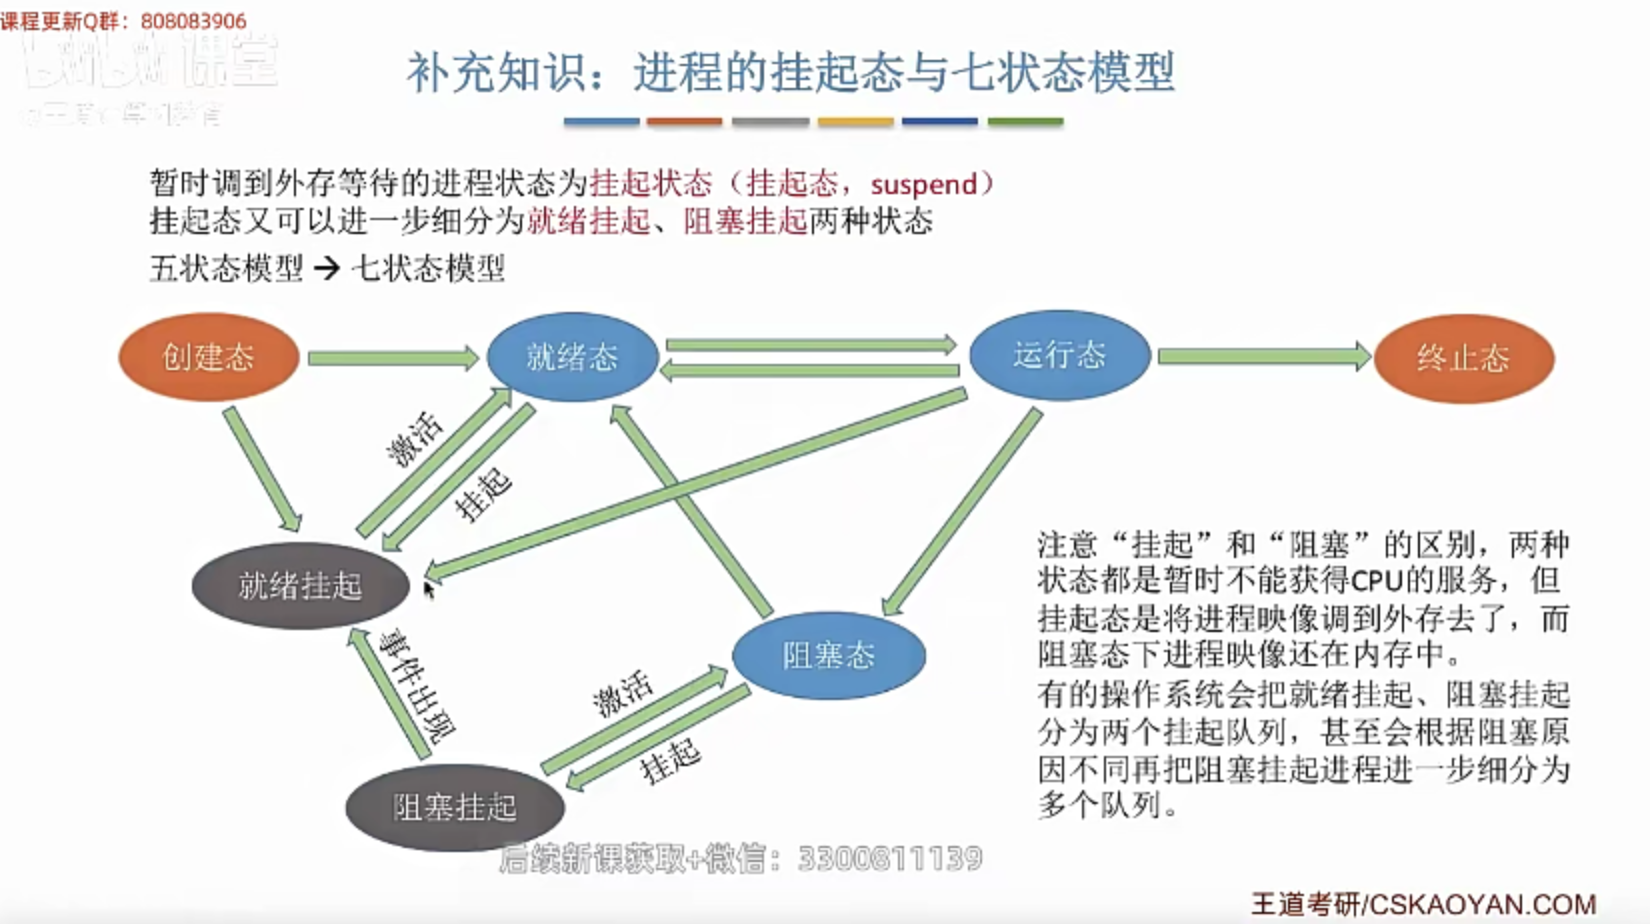 课程更新Q群：808083906
课堂
补充知识：进程的挂起态与七状态模型
暂时调到外存等待的进程状态为挂起状态（挂起态，suspend）
挂起态又可以进一步细分为就绪挂起、阻塞挂起两种状态
五状态模型 → 七状态模型
创建态
就绪态
运行态
终止态
激活
挂起
就绪挂起
事件出现
阻塞态
激活
挂起
阻塞挂起
注意“挂起”和“阻塞”的区别，两种
状态都是暂时不能获得CPU的服务，但
挂起态是将进程映像调到外存去了，而
阻塞态下进程映像还在内存中。
有的操作系统会把就绪挂起、阻塞挂起
分为两个挂起队列，甚至会根据阻塞原
因不同再把阻塞挂起进程进一步细分为
多个队列。
后续新课获取+微信：3300811139
王道考研/CSKAOYAN.COM